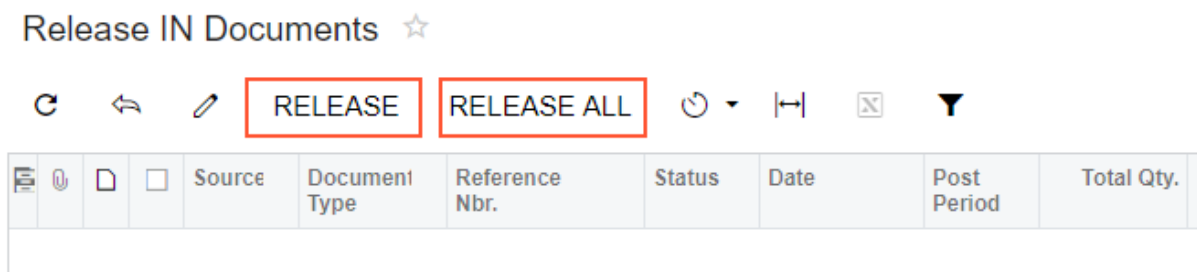 Release IN Documents
RELEASE RELEASE ALL
Source Document Type Reference Nbr. Status Date Post Period Total Qty.